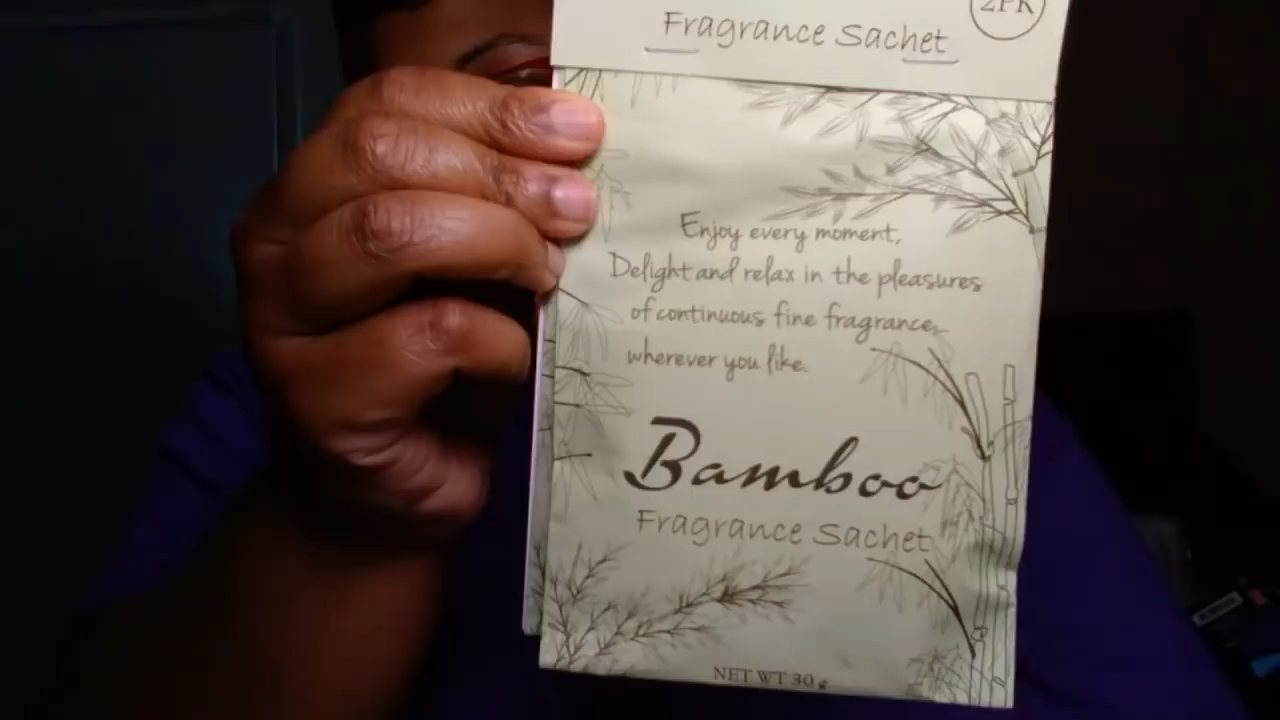 2PK
Fragrance Sachet
Enjoy every moment,
Delight and relax in the pleasures
of continuous fine fragrance,
wherever you like.
Bamboo
Fragrance Sachet
NET WT 30 g